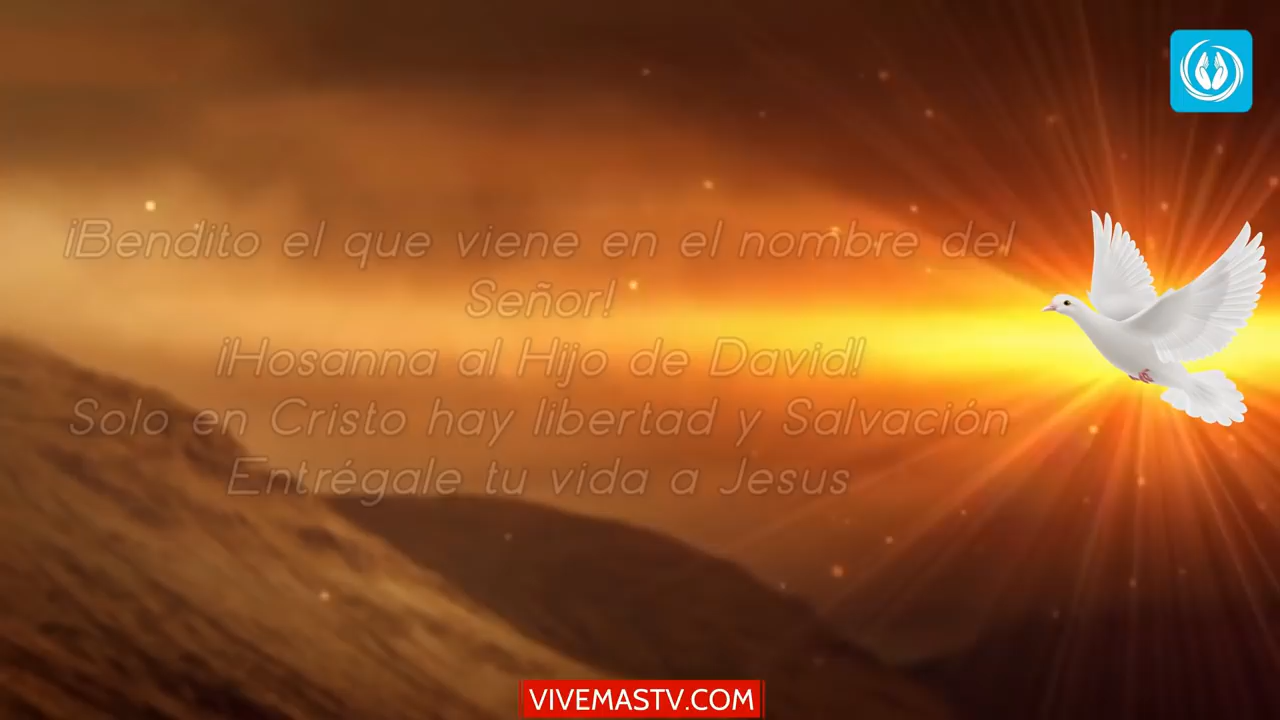 ¡Bendito el que viene en el nombre del
Señor!
¡Hosanna al Hijo de David!
Solo en Cristo hay libertad y Salvación
Entrégale tu vida a Jesus
VIVEMASTV.COM